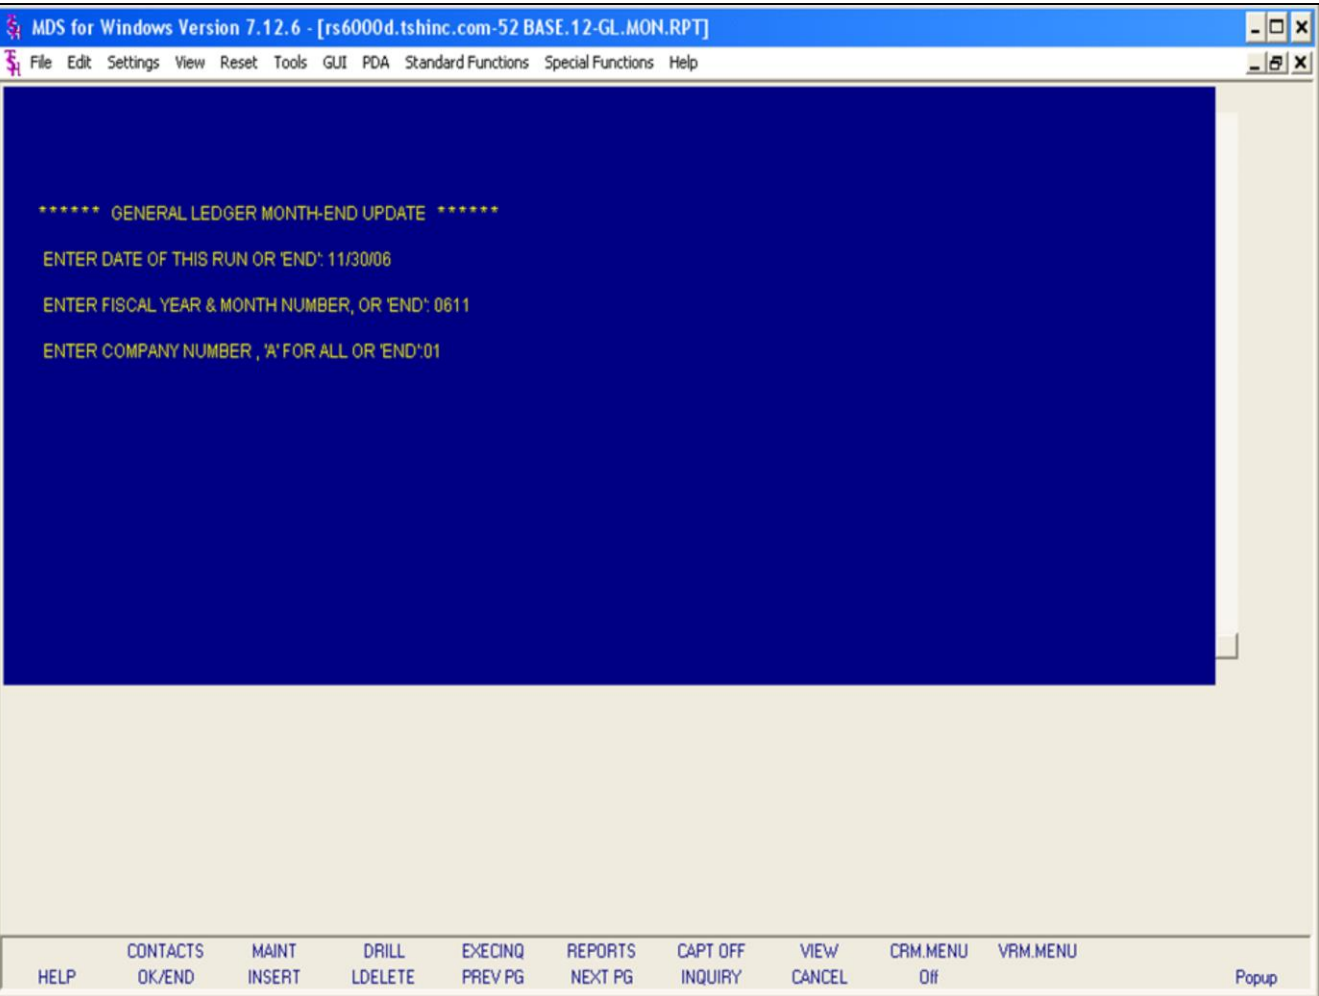 MDS for Windows Version 7.12.6 - [rs6000d.tshinc.com-52 BASE.12-GL.MON.RPT]
File Edit Settings View Reset Tools GUI PDA Standard Functions Special Functions Help
****** GENERAL LEDGER MONTH-END UPDATE ******
ENTER DATE OF THIS RUN OR 'END': 11/30/06
ENTER FISCAL YEAR & MONTH NUMBER, OR 'END': 0611
ENTER COMPANY NUMBER , 'A' FOR ALL OR 'END':01
CONTACTS MAINT DRILL EXECINQ REPORTS CAPT OFF VIEW CRM.MENU VRM.MENU
HELP OK/END INSERT LDELETE PREV PG NEXT PG INQUIRY CANCEL Off Popup